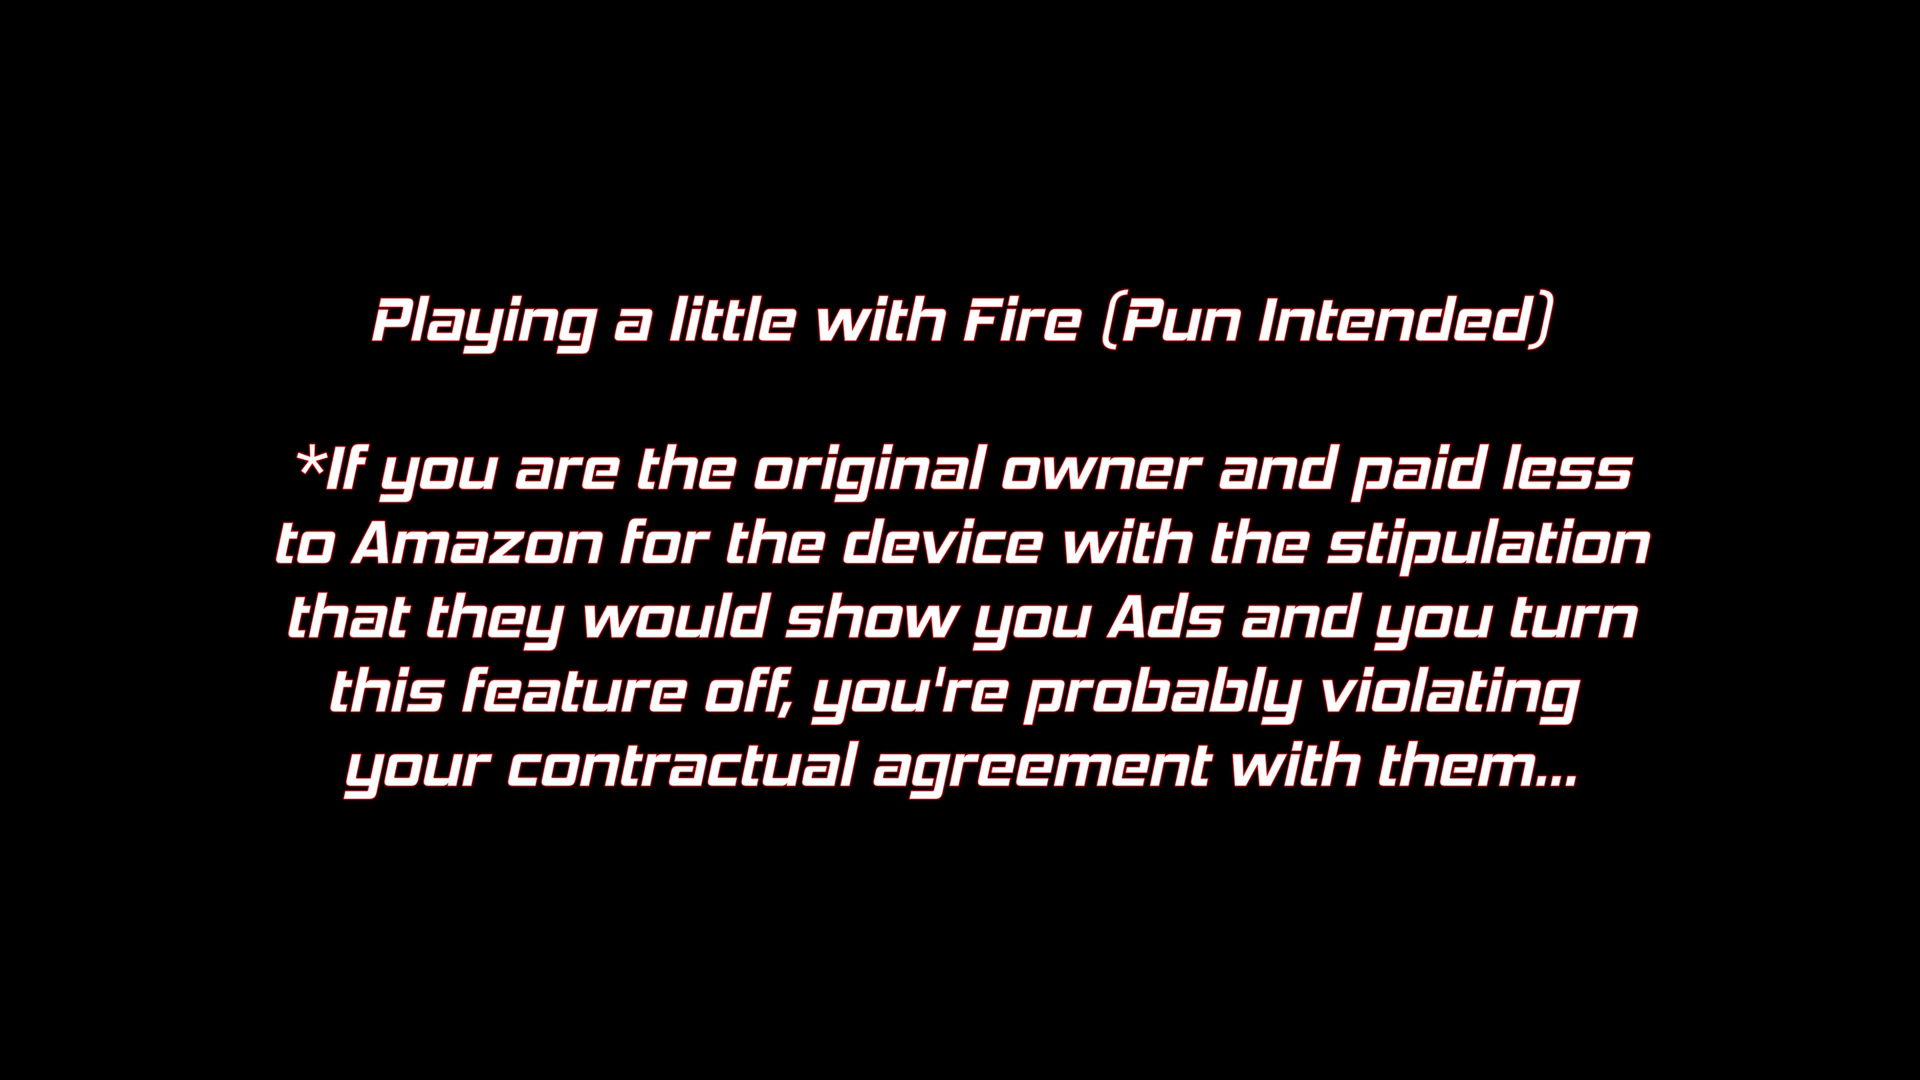 Playing a little with Fire (Pun Intended)
*If you are the original owner and paid less
to Amazon for the device with the stipulation
that they would show you Ads and you turn
this feature off, you're probably violating
your contractual agreement with them...